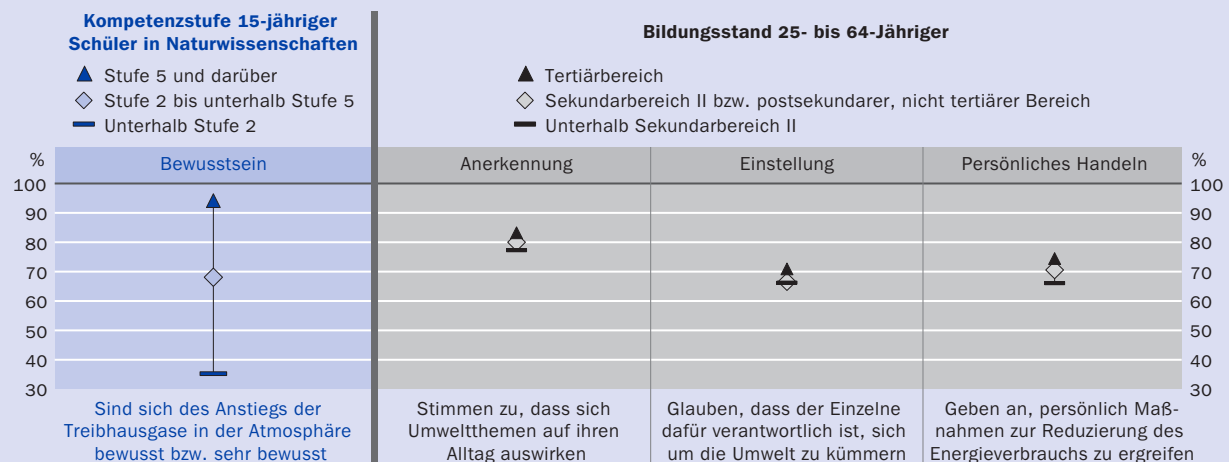 Kompetenzstufe 15-jähriger
Schüler in Naturwissenschaften
Stufe 5 und darüber
Stufe 2 bis unterhalb Stufe 5
Unterhalb Stufe 2
Bildungsstand 25- bis 64-Jähriger
Tertiärbereich
Sekundarbereich II bzw. postsekundarer, nicht tertiärer Bereich
Unterhalb Sekundarbereich II
% Bewusstsein Anerkennung Einstellung Persönliches Handeln %
100 100
90 90
80 80
70 70
60 60
50 50
40 40
30 30
Sind sich des Anstiegs der
Treibhausgase in der Atmosphäre
bewusst bzw. sehr bewusst
Stimmen zu, dass sich
Umweltthemen auf ihren
Alltag auswirken
Glauben, dass der Einzelne
dafür verantwortlich ist, sich
um die Umwelt zu kümmern
Geben an, persönlich Maß-
nahmen zur Reduzierung des
Energieverbrauchs zu ergreifen